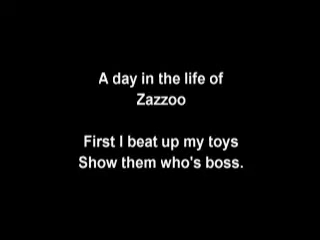 A day in the life of
Zazzoo
First I beat up my toys
Show them who's boss.